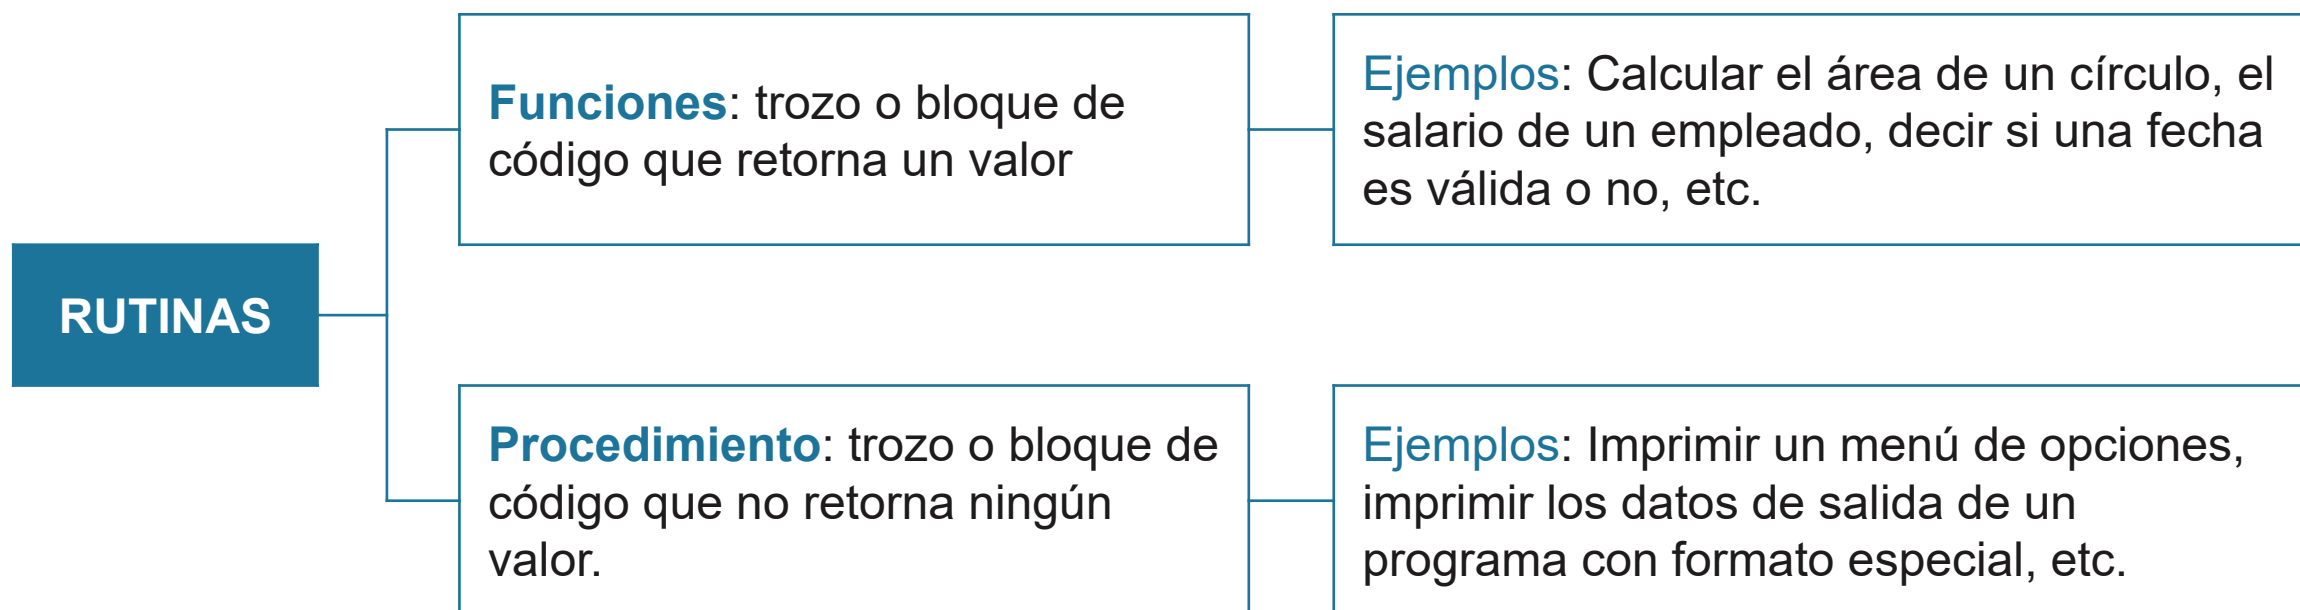 RUTINAS
Funciones: trozo o bloque de
código que retorna un valor
Ejemplos: Calcular el área de un círculo, el
salario de un empleado, decir si una fecha
es válida o no, etc.
Procedimiento: trozo o bloque de
código que no retorna ningún
valor.
Ejemplos: Imprimir un menú de opciones,
imprimir los datos de salida de un
programa con formato especial, etc.